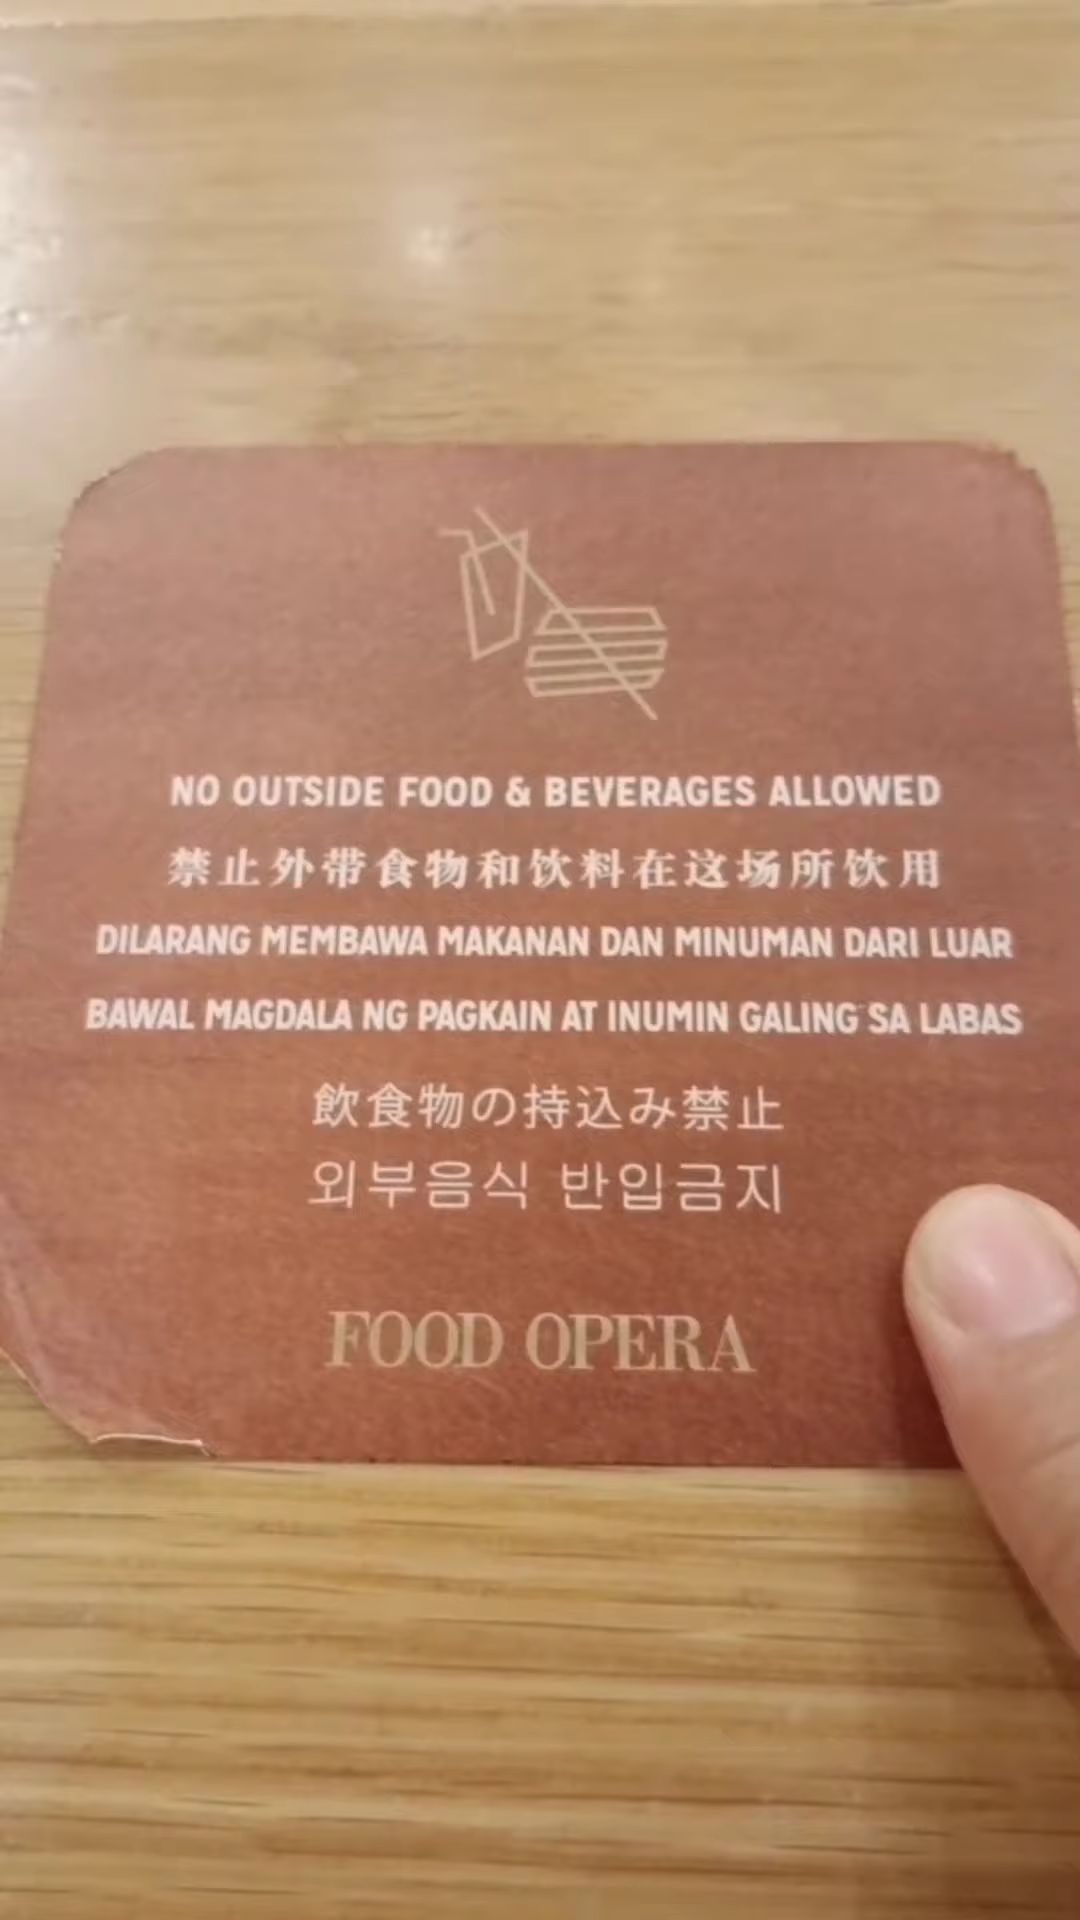 NO OUTSIDE FOOD & BEVERAGES ALLOWED
禁止外带食物和饮料在这场所饮用
DILARANG MEMBAWA MAKANAN DAN MINUMAN DARI LUAR
BAWAL MAGDALA NG PAGKAIN AT INUMIN GALING SA LABAS
飲食物の持込み禁止
외부음식 반입금지
FOOD OPERA